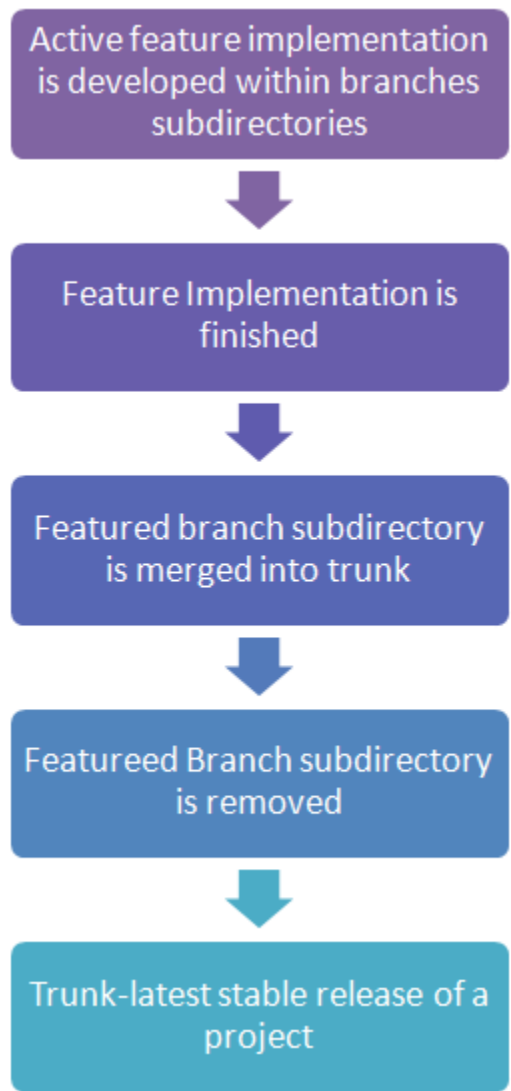 Active feature implementation
is developed within branches
subdirectories
Feature Implementation is
finished
Featured branch subdirectory
is merged into trunk
Featureed Branch subdirectory
is removed
Trunk-latest stable release of a
project